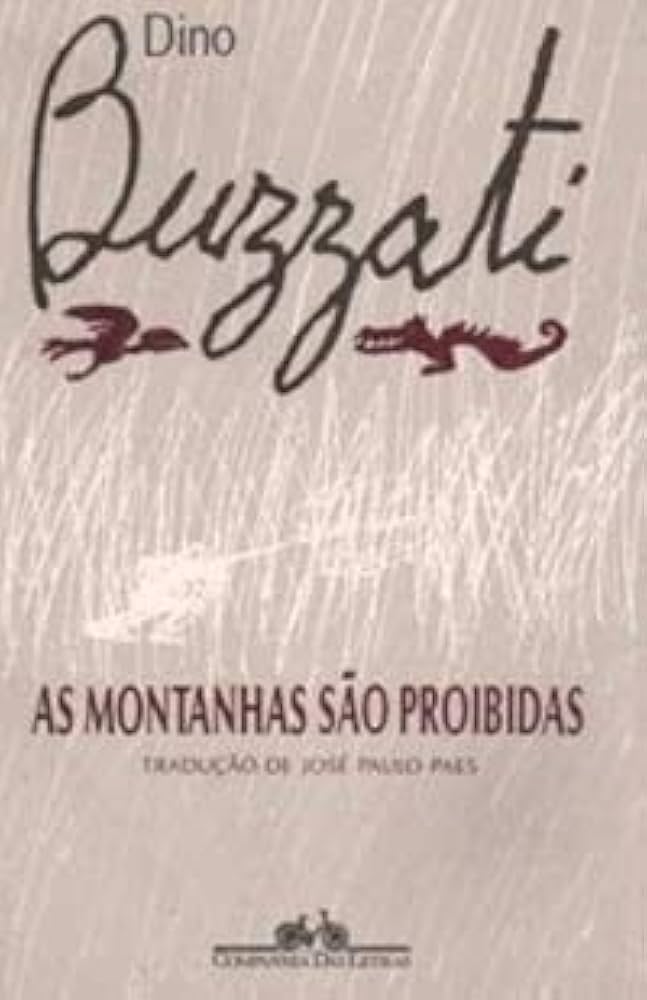 Dino
Buzzati
AS MONTANHAS SÃO PROIBIDAS
TRADUÇÃO DE JOSÉ PAULO PAES
COMPANHIA DAS LETRAS